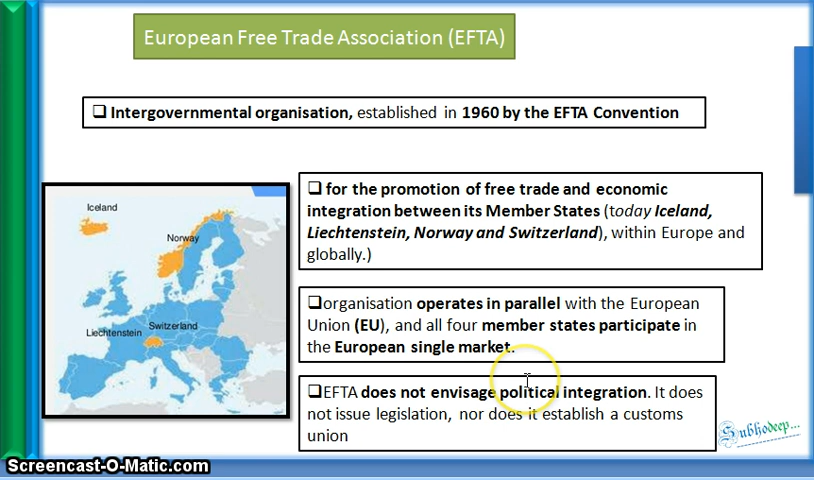 European Free Trade Association (EFTA)
❑ Intergovernmental organisation, established in 1960 by the EFTA Convention
Iceland
Norway
Switzerland
Liechtenstein
❑ for the promotion of free trade and economic
integration between its Member States (today Iceland,
Liechtenstein, Norway and Switzerland), within Europe and
globally.)
❑organisation operates in parallel with the European
Union (EU), and all four member states participate in
the European single market.
❑EFTA does not envisage political integration. It does
not issue legislation, nor does it establish a customs
union
Subhodeep...
Screencast-O-Matic.com